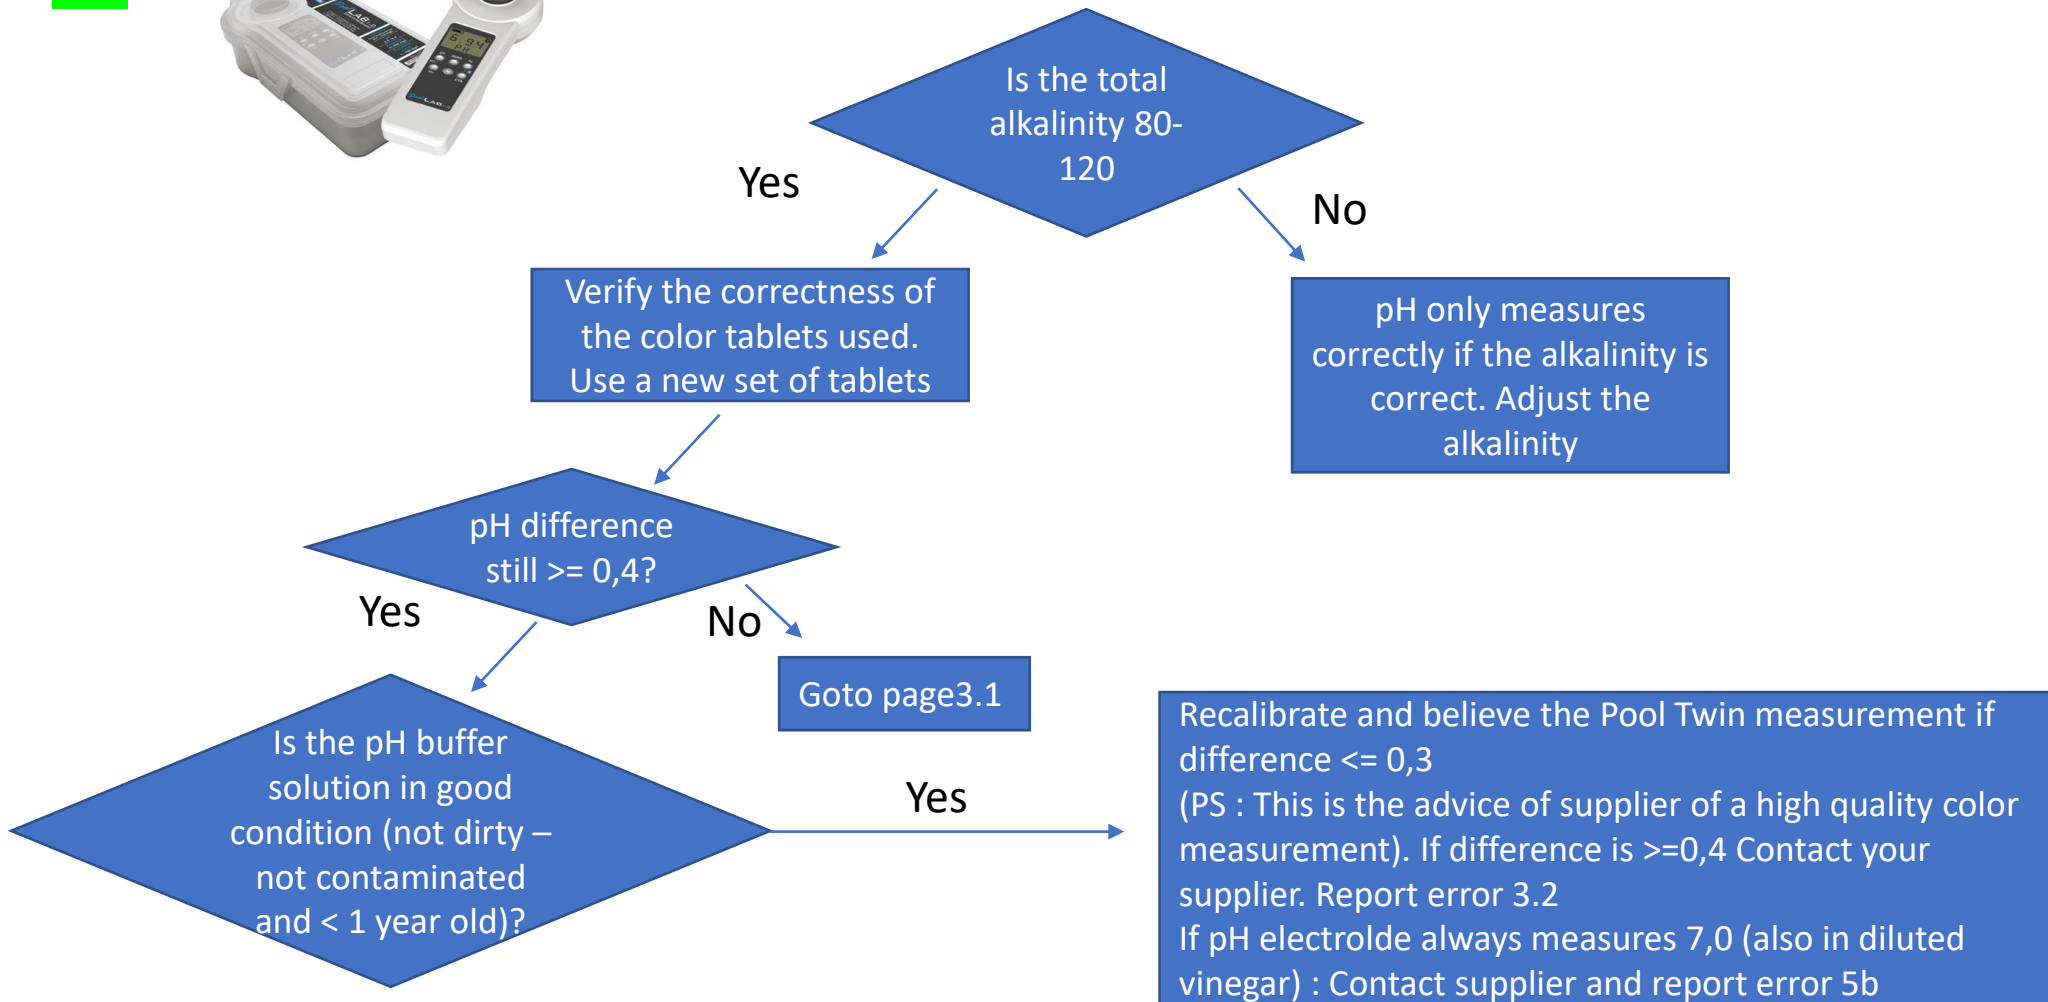 LAB
6.94
PH
LAB
Is the total
alkalinity 80-
120
Yes
No
Verify the correctness of
the color tablets used.
Use a new set of tablets
pH only measures
correctly if the alkalinity is
correct. Adjust the
alkalinity
pH difference
still >= 0,4?
Yes
No
Goto page3.1
Is the pH buffer
solution in good
condition (not dirty –
not contaminated
and < 1 year old)?
Yes
Recalibrate and believe the Pool Twin measurement if
difference <= 0,3
(PS : This is the advice of supplier of a high quality color
measurement). If difference is >=0,4 Contact your
supplier. Report error 3.2
If pH electrolde always measures 7,0 (also in diluted
vinegar) : Contact supplier and report error 5b